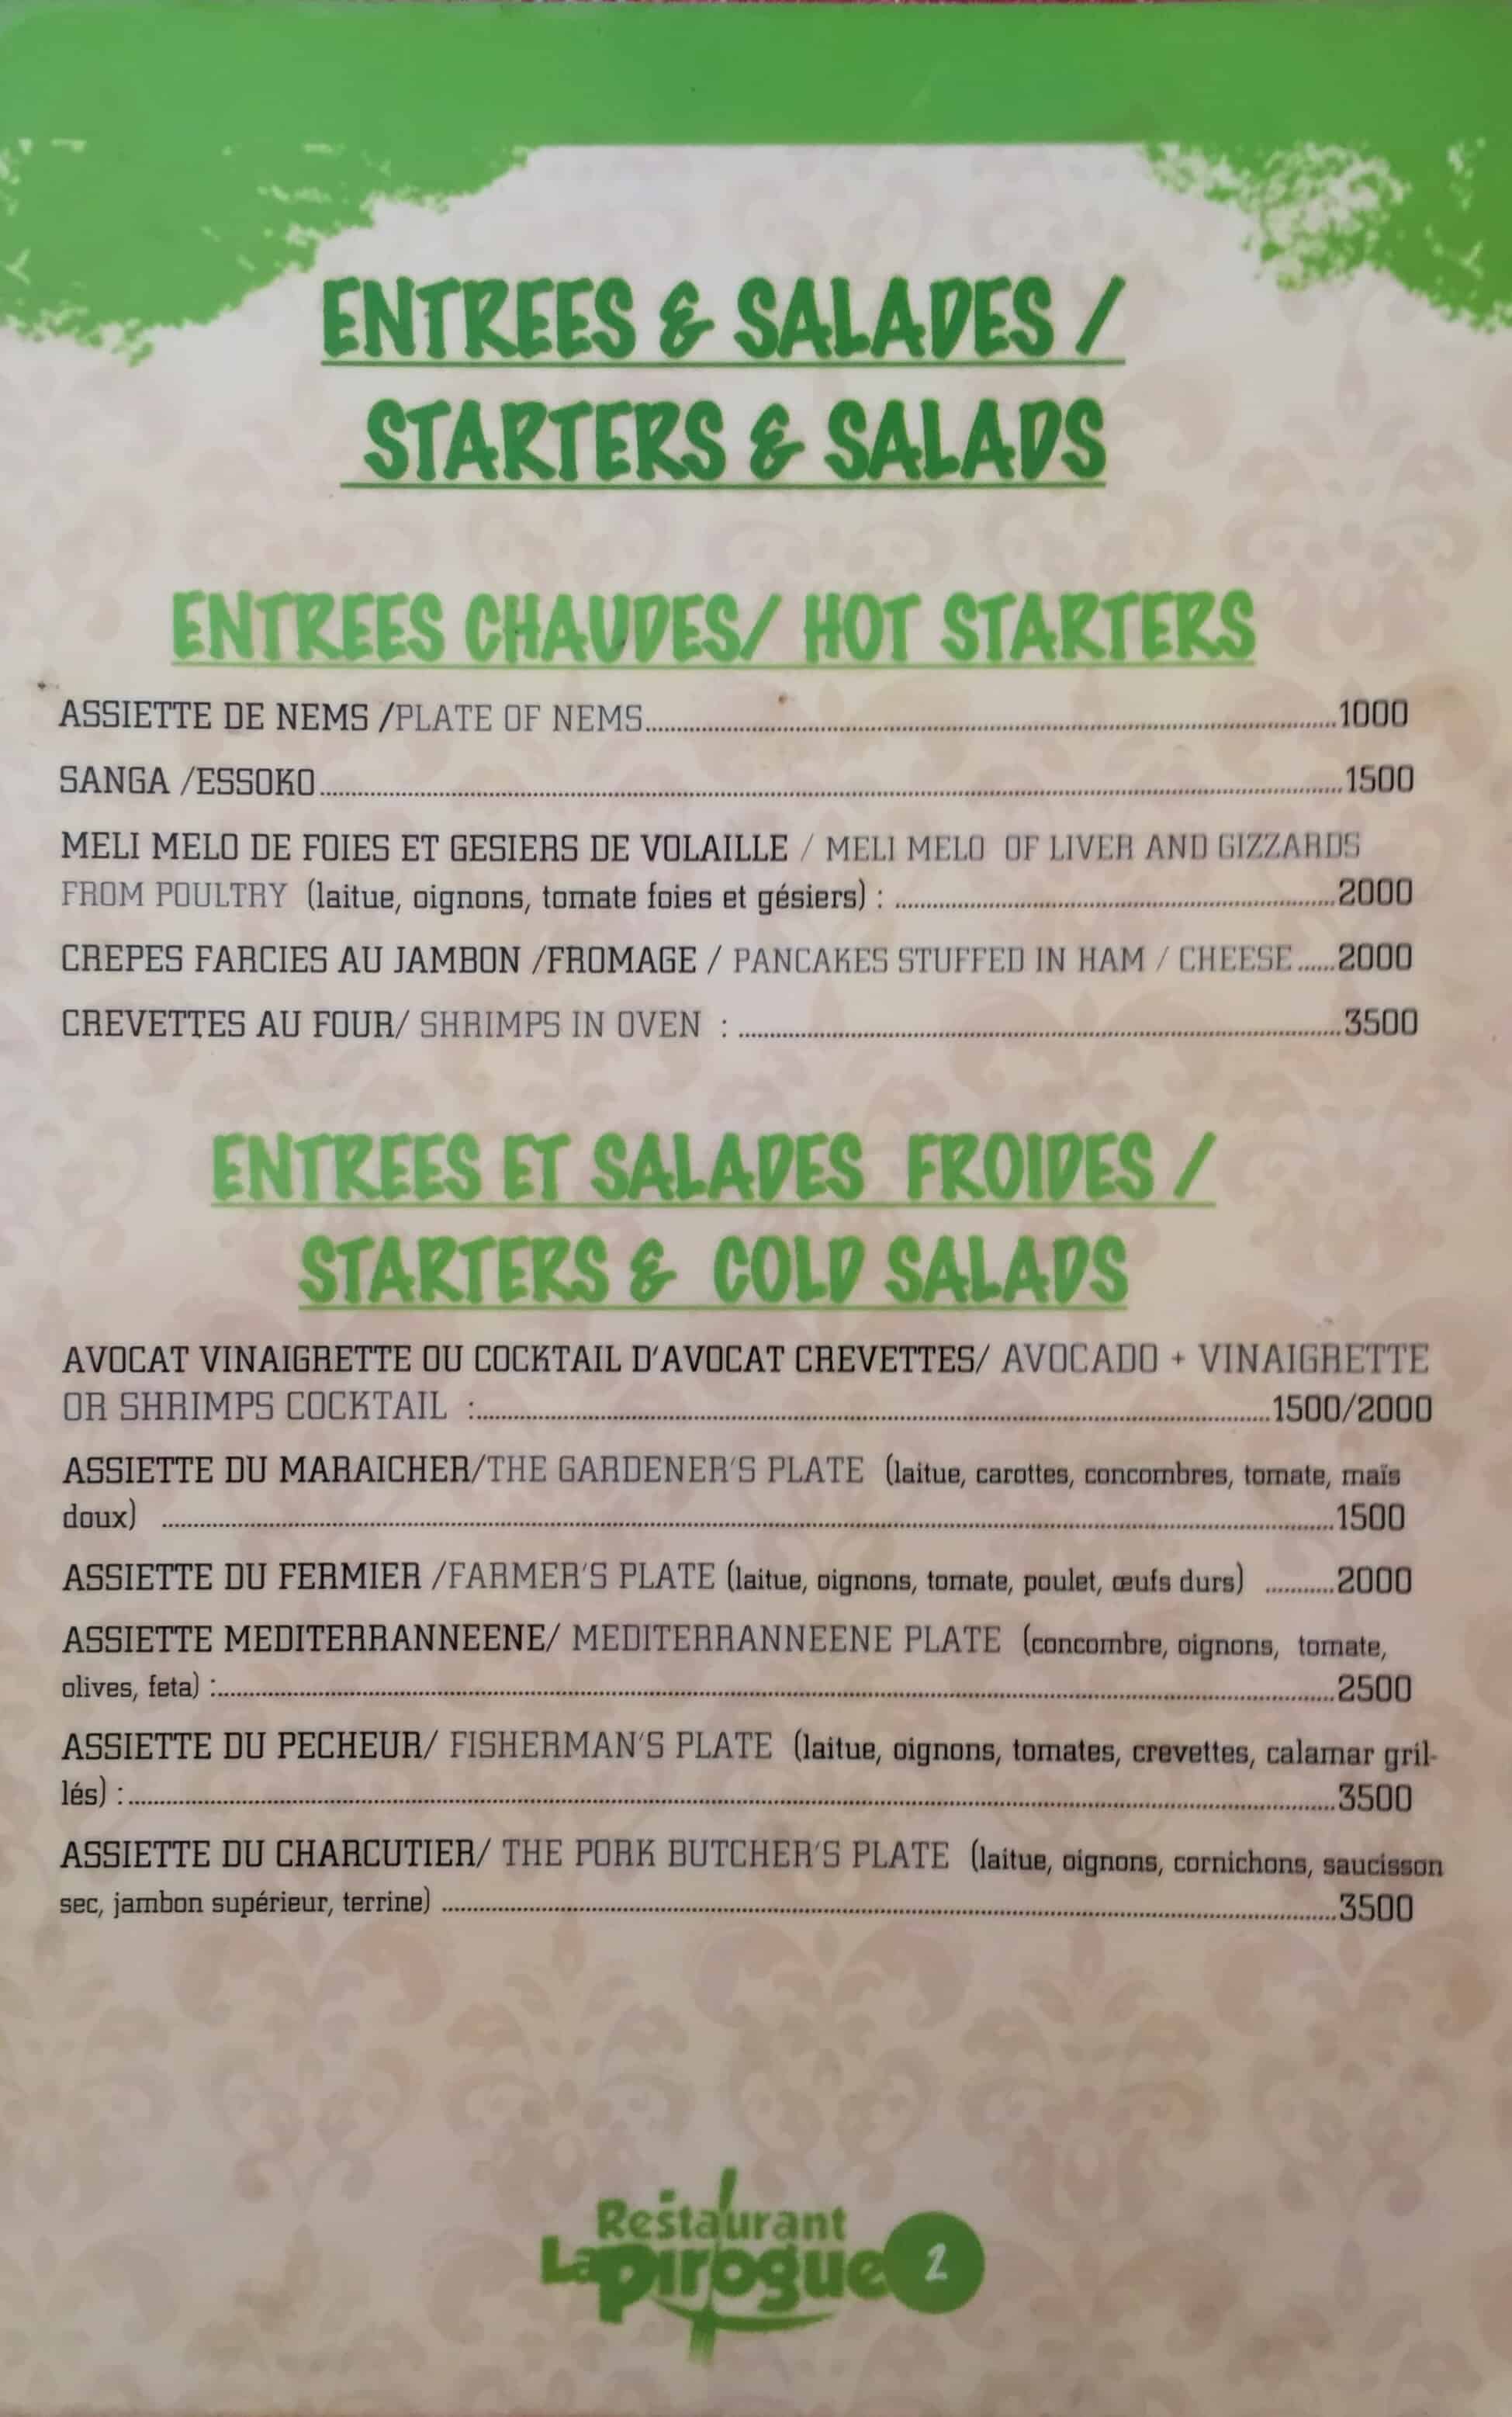 ENTREES & SALADES /
STARTERS & SALADS
ENTREES CHAUDES/ HOT STARTERS
ASSIETTE DE NEMS /PLATE OF NEMS..........1000
SANGA /ESSOKO..........1500
MELI MELO DE FOIES ET GESIERS DE VOLAILLE / MELI MELO OF LIVER AND GIZZARDS
FROM POULTRY (laitue, oignons, tomate foies et gésiers) : ..........2000
CREPES FARCIES AU JAMBON /FROMAGE / PANCAKES STUFFED IN HAM / CHEESE......2000
CREVETTES AU FOUR/ SHRIMPS IN OVEN : ..........3500
ENTREES ET SALADES FROIDES /
STARTERS & COLD SALADS
AVOCAT VINAIGRETTE OU COCKTAIL D'AVOCAT CREVETTES/ AVOCADO + VINAIGRETTE
OR SHRIMPS COCKTAIL :..........1500/2000
ASSIETTE DU MARAICHER/THE GARDENER'S PLATE (laitue, carottes, concombres, tomate, maïs
doux) ..........1500
ASSIETTE DU FERMIER /FARMER'S PLATE (laitue, oignons, tomate, poulet, œufs durs) ...........2000
ASSIETTE MEDITERRANNEENE/ MEDITERRANNEENE PLATE (concombre, oignons, tomate,
olives, feta) :..........2500
ASSIETTE DU PECHEUR/ FISHERMAN'S PLATE (laitue, oignons, tomates, crevettes, calamar gril-
lés) :..........3500
ASSIETTE DU CHARCUTIER/ THE PORK BUTCHER'S PLATE (laitue, oignons, cornichons, saucisson
sec, jambon supérieur, terrine) ..........3500
Restaurant
La pirogue 2